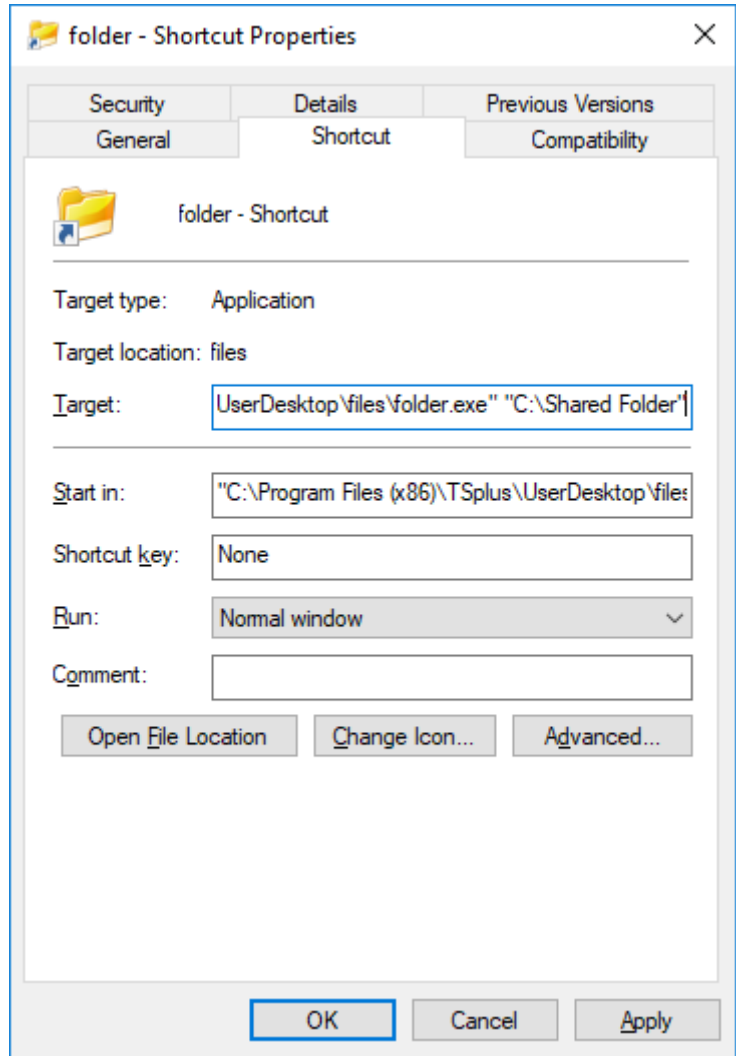 folder - Shortcut Properties
Security Details Previous Versions
General Shortcut Compatibility
folder - Shortcut
Target type: Application
Target location: files
Target: UserDesktop\files\folder.exe" "C:\Shared Folder"
Start in: "C:\Program Files (x86)\TSplus\UserDesktop\files
Shortcut key: None
Run: Normal window
Comment:
Open File Location Change Icon... Advanced...
OK Cancel Apply